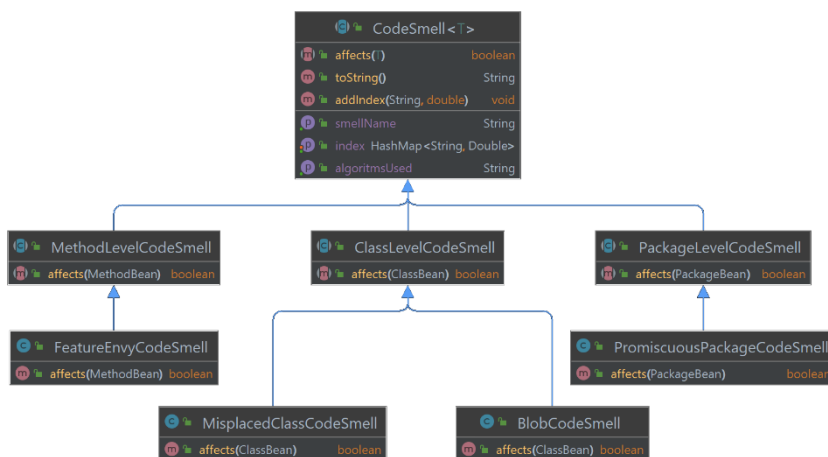 CodeSmell<T>
affects(T) boolean
toString() String
addIndex(String, double) void
smellName String
index HashMap<String, Double>
algoritmsUsed String
MethodLevelCodeSmell
affects(MethodBean) boolean
ClassLevelCodeSmell
affects(ClassBean) boolean
PackageLevelCodeSmell
affects(PackageBean) boolean
FeatureEnvyCodeSmell
affects(MethodBean) boolean
PromiscuousPackageCodeSmell
affects(PackageBean) boolean
MisplacedClassCodeSmell
affects(ClassBean) boolean
BlobCodeSmell
affects(ClassBean) boolean